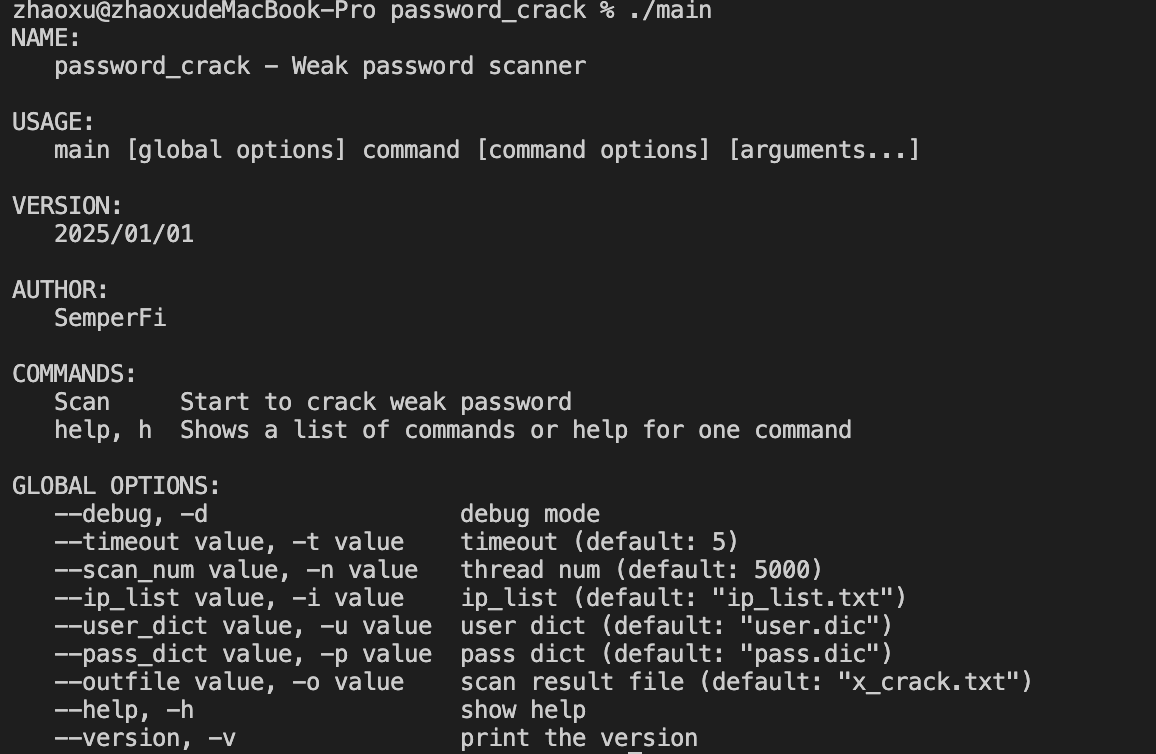 zhaoxu@zhaoxudeMacBook-Pro password_crack % ./main
NAME:
   password_crack - Weak password scanner

USAGE:
   main [global options] command [command options] [arguments...]

VERSION:
   2025/01/01

AUTHOR:
   SemperFi

COMMANDS:
   Scan     Start to crack weak password
   help, h  Shows a list of commands or help for one command

GLOBAL OPTIONS:
   --debug, -d                  debug mode
   --timeout value, -t value    timeout (default: 5)
   --scan_num value, -n value   thread num (default: 5000)
   --ip_list value, -i value    ip_list (default: "ip_list.txt")
   --user_dict value, -u value  user dict (default: "user.dic")
   --pass_dict value, -p value  pass dict (default: "pass.dic")
   --outfile value, -o value    scan result file (default: "x_crack.txt")
   --help, -h                   show help
   --version, -v                print the version